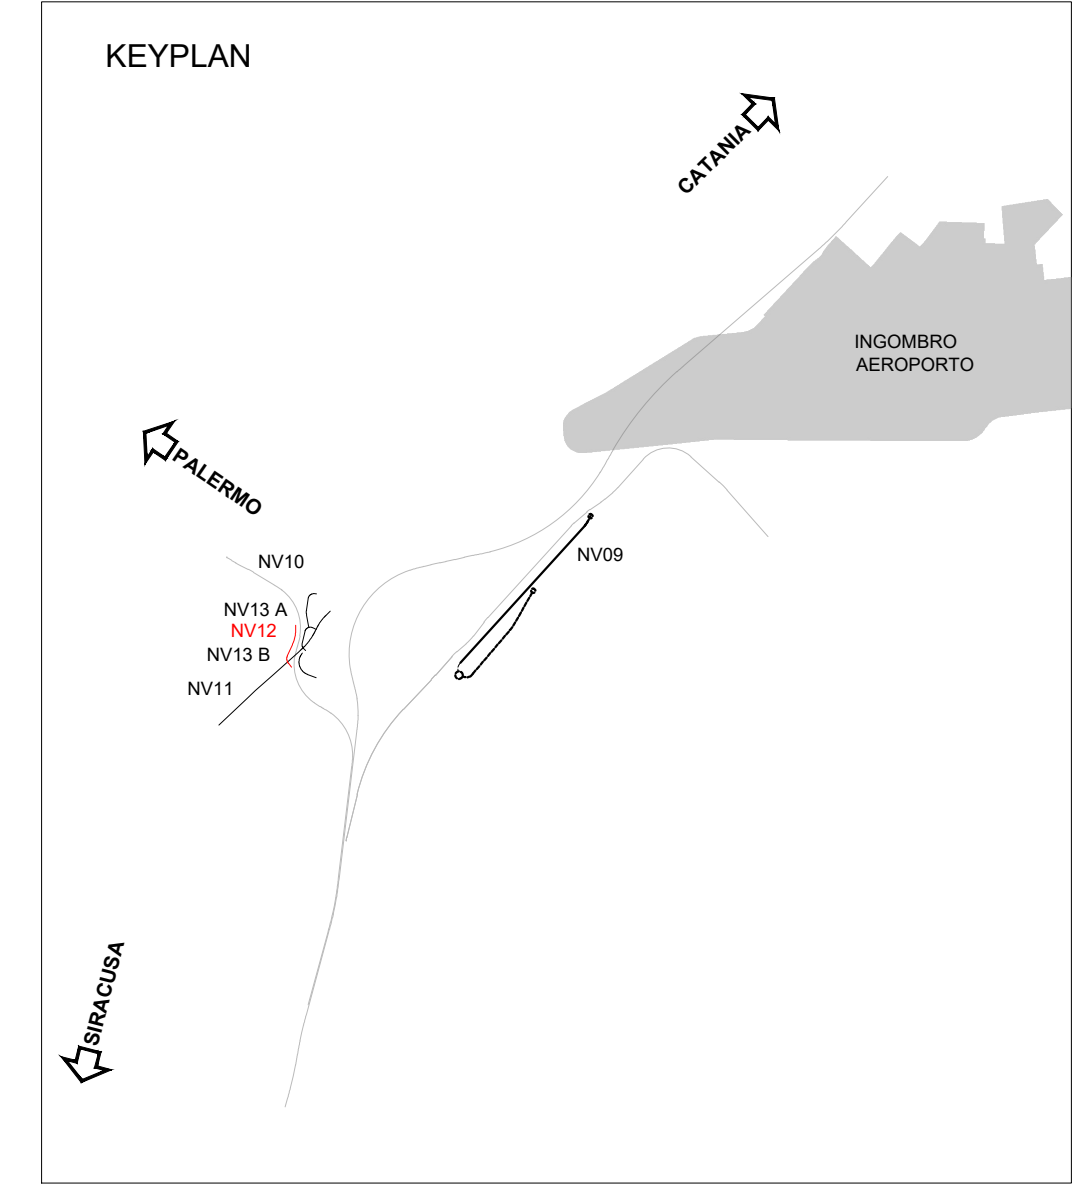 KEYPLAN
CATANIA
INGOMBRO
AEROPORTO
PALERMO
NV10
NV09
NV13 A
NV12
NV13 B
NV11
SIRACUSA